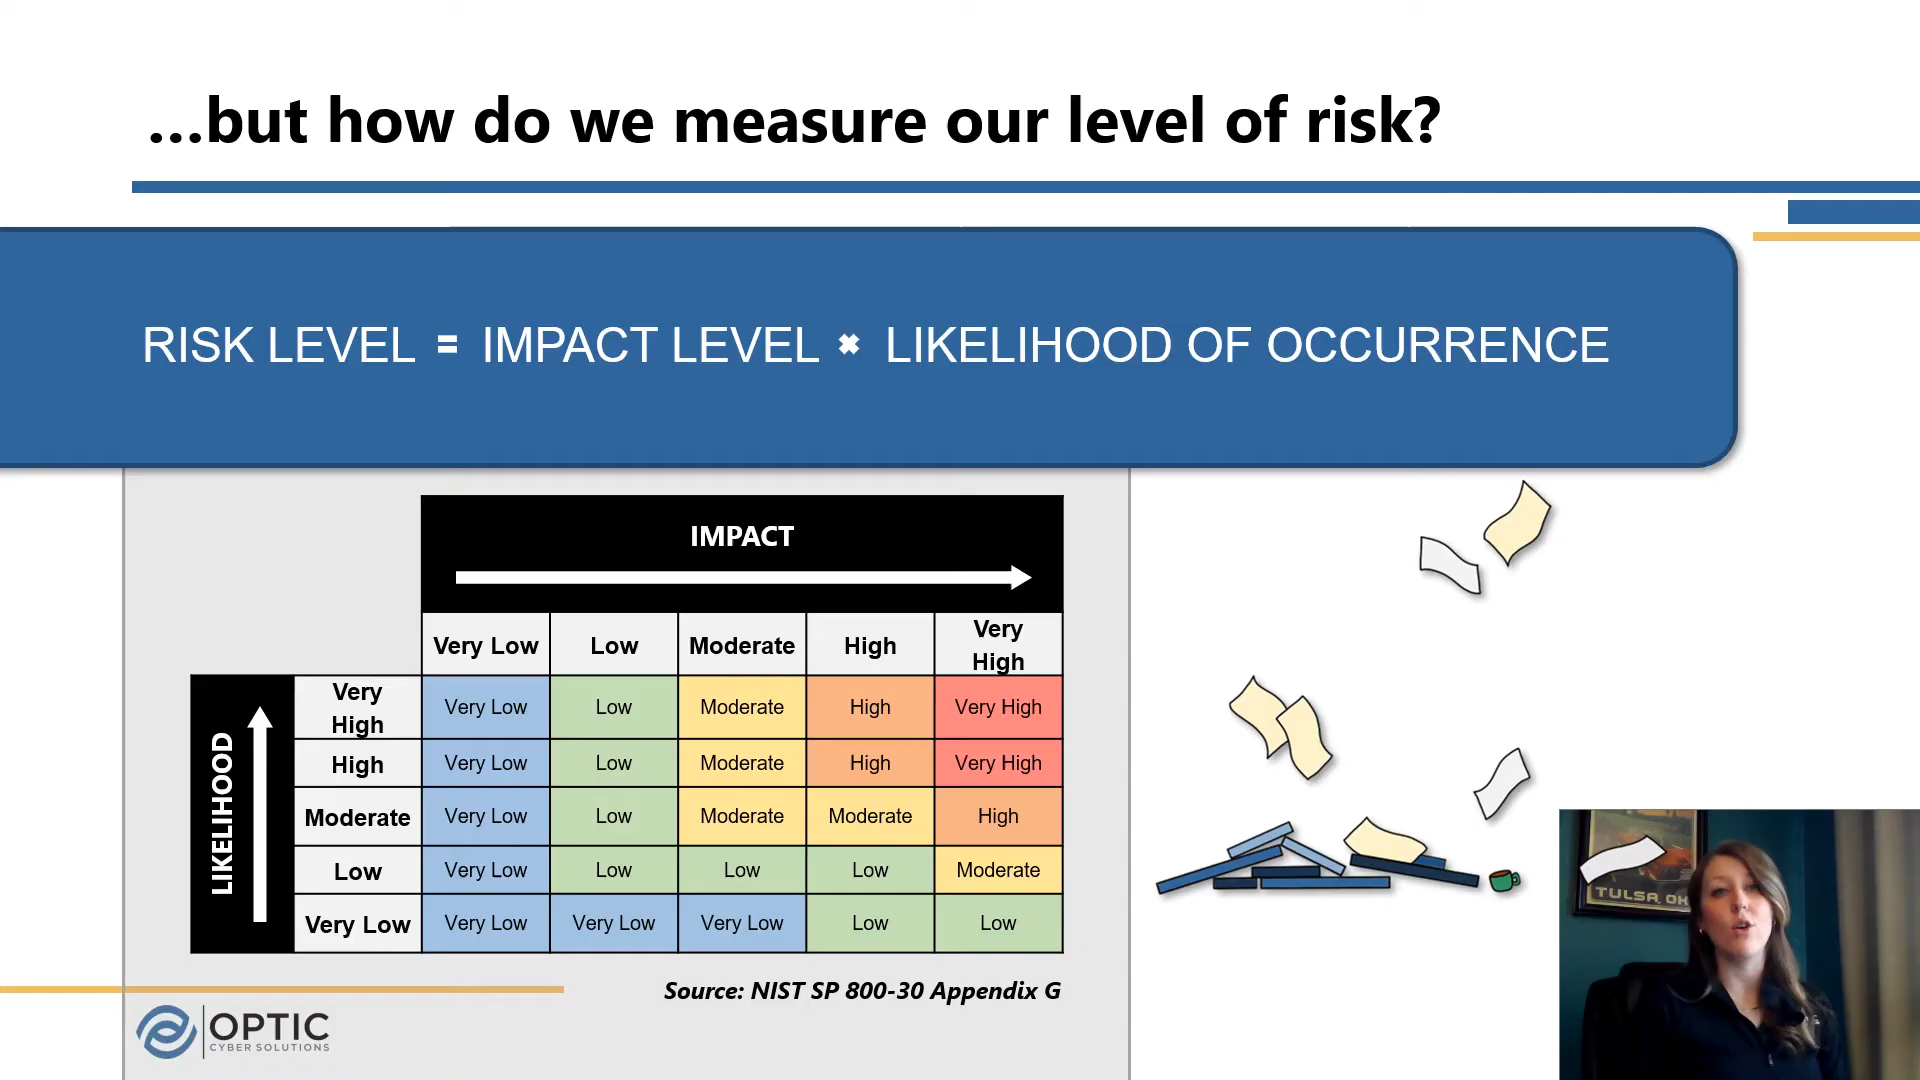 ...but how do we measure our level of risk?
RISK LEVEL = IMPACT LEVEL ✖ LIKELIHOOD OF OCCURRENCE
IMPACT
Very Low Low Moderate High Very High
LIKELIHOOD
Very High Very Low Low Moderate High Very High
High Very Low Low Moderate High Very High
Moderate Very Low Low Moderate Moderate High
Low Very Low Low Low Low Moderate
Very Low Very Low Very Low Very Low Low Low
Source: NIST SP 800-30 Appendix G
OPTIC
CYBER SOLUTIONS
TULSA, OK